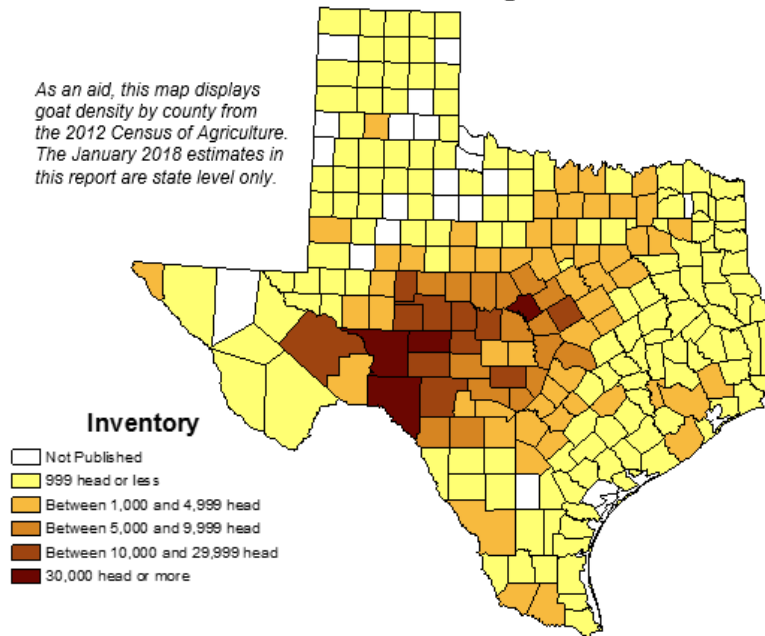 As an aid, this map displays
goat density by county from
the 2012 Census of Agriculture.
The January 2018 estimates in
this report are state level only.
Inventory
Not Published
999 head or less
Between 1,000 and 4,999 head
Between 5,000 and 9,999 head
Between 10,000 and 29,999 head
30,000 head or more